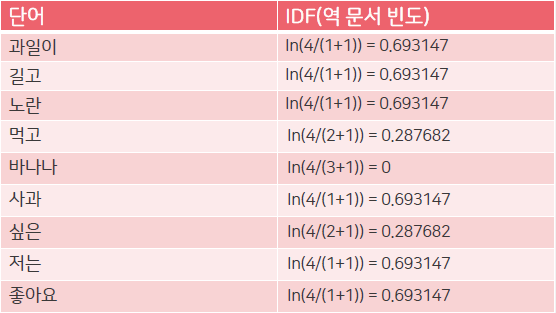 단어 IDF(역 문서 빈도)
과일이 ln(4/(1+1)) = 0.693147
길고 ln(4/(1+1)) = 0.693147
노란 ln(4/(1+1)) = 0.693147
먹고 ln(4/(2+1)) = 0.287682
바나나 ln(4/(3+1)) = 0
사과 ln(4/(1+1)) = 0.693147
싶은 ln(4/(2+1)) = 0.287682
저는 ln(4/(1+1)) = 0.693147
좋아요 ln(4/(1+1)) = 0.693147